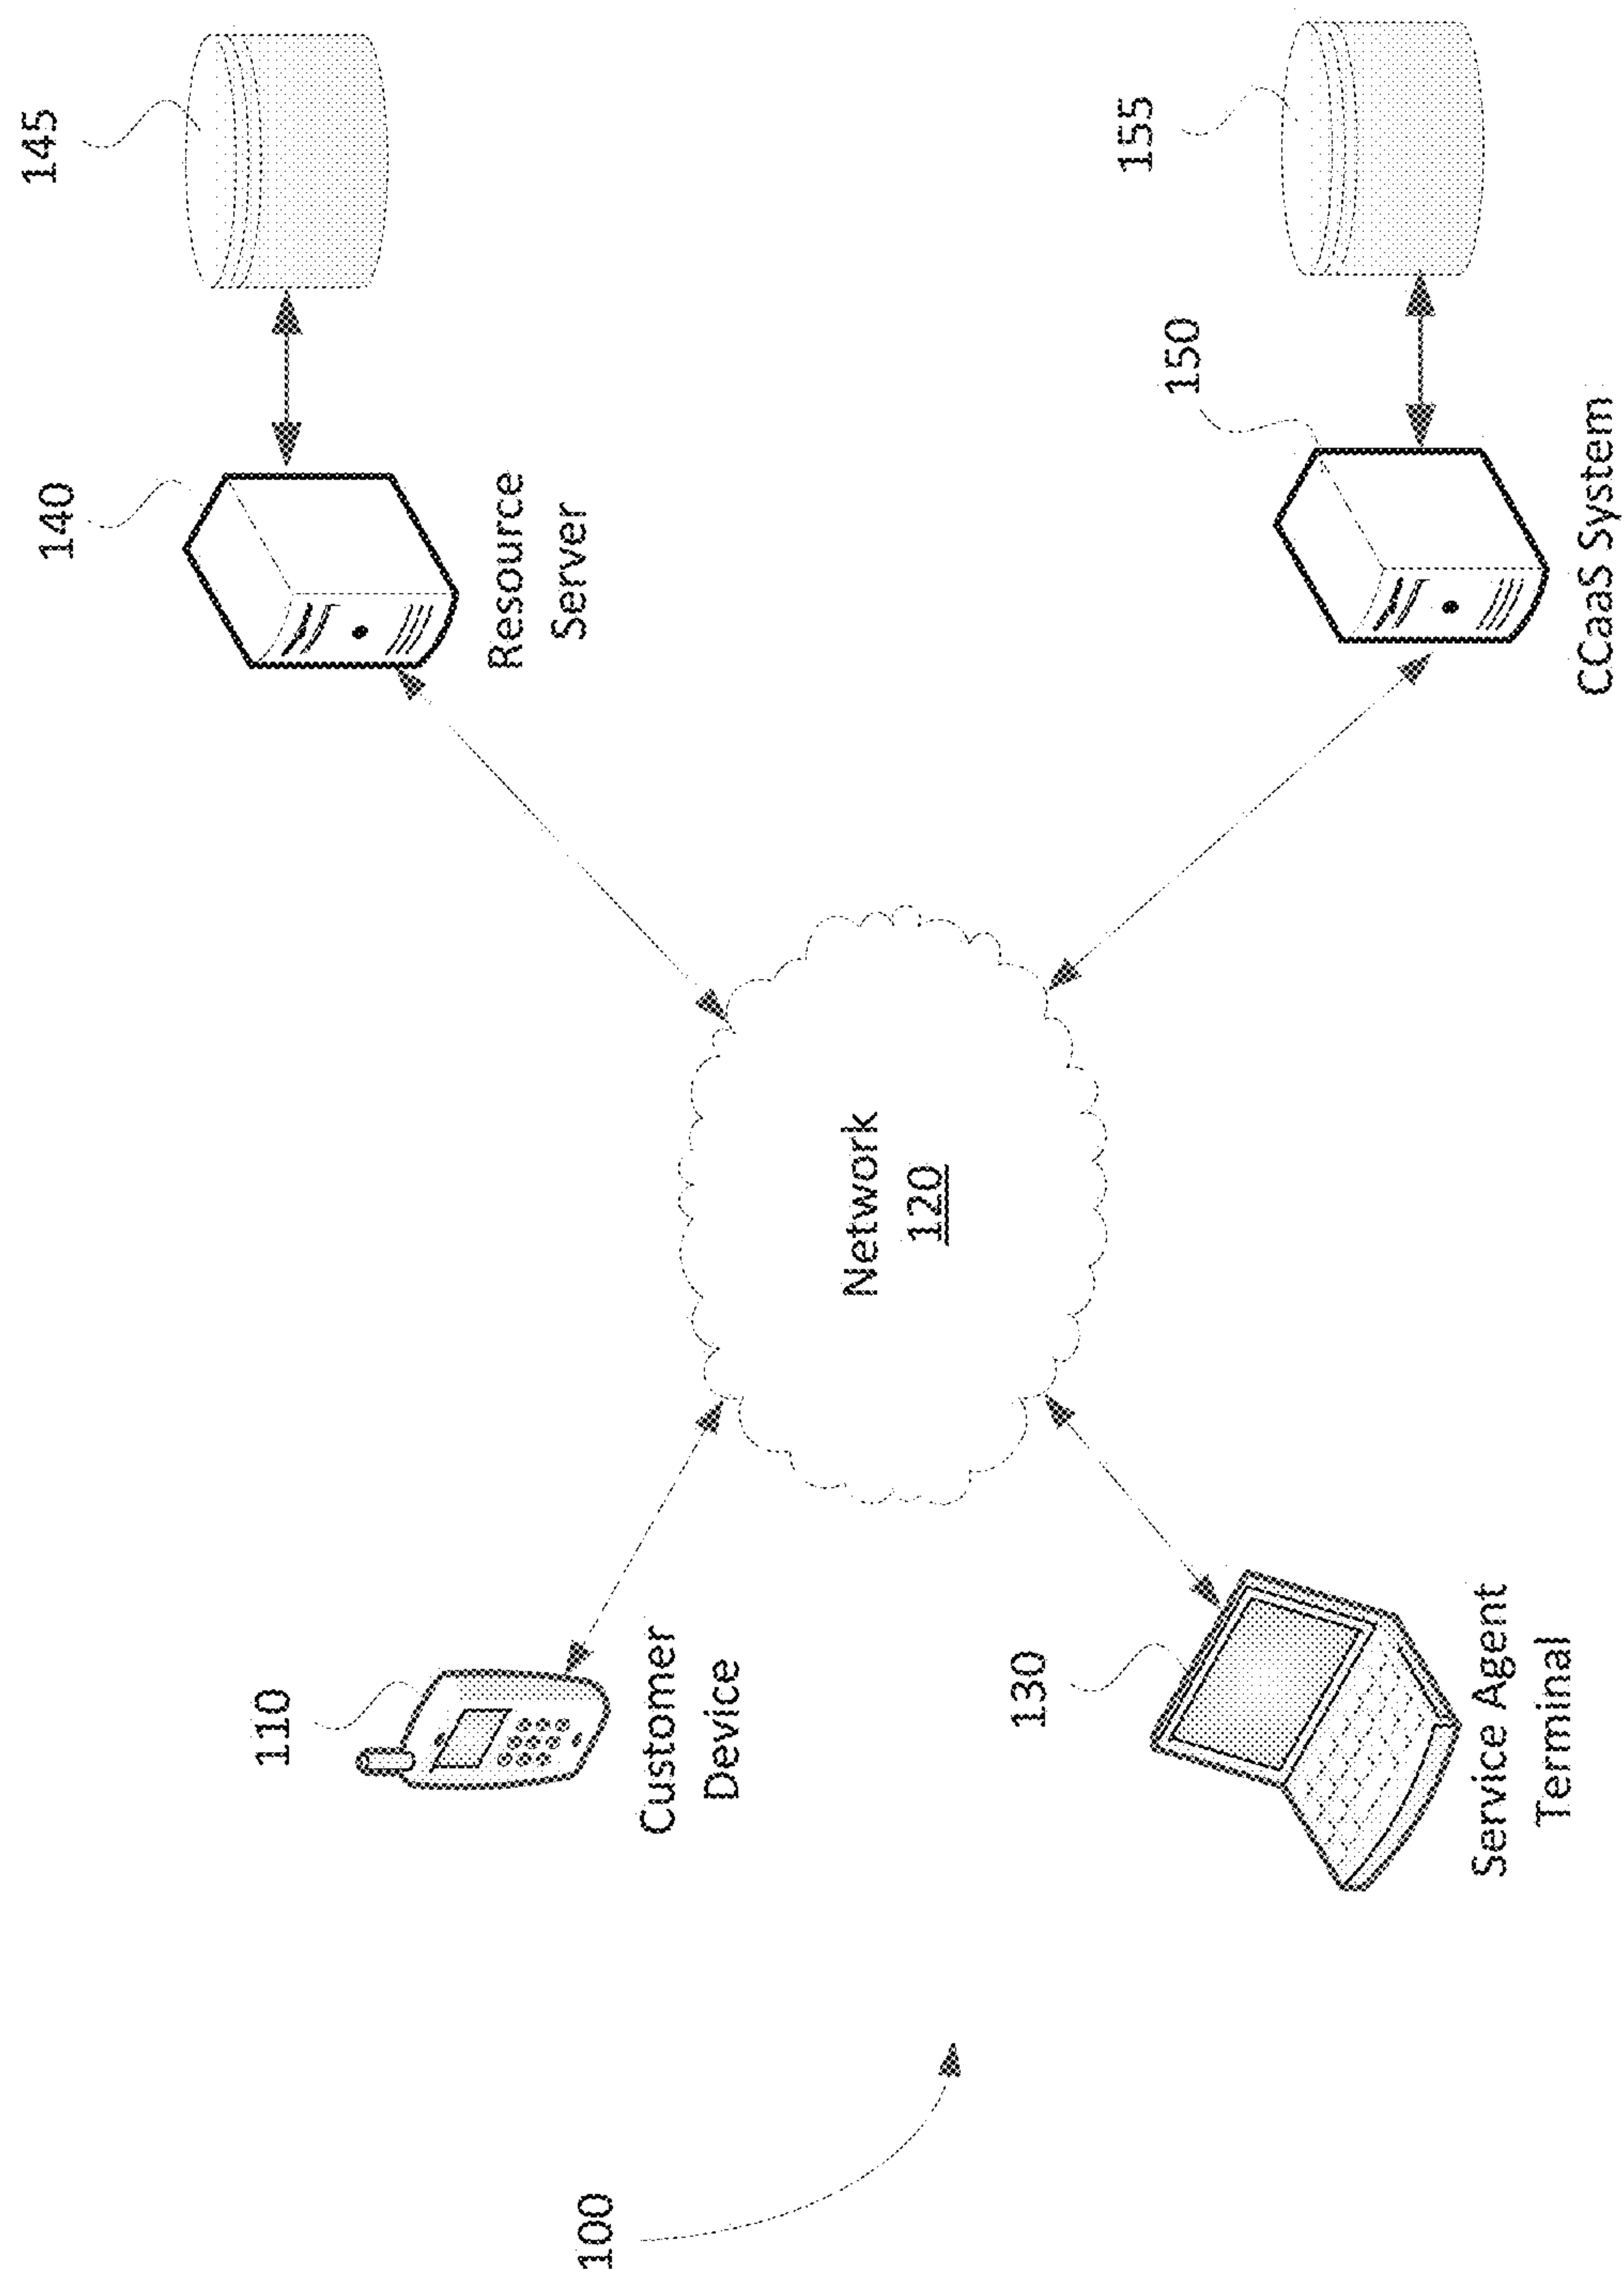 100
110
Customer
Device
130
Service Agent
Terminal
Network
120
140
Resource
Server
145
150
CCaaS System
155